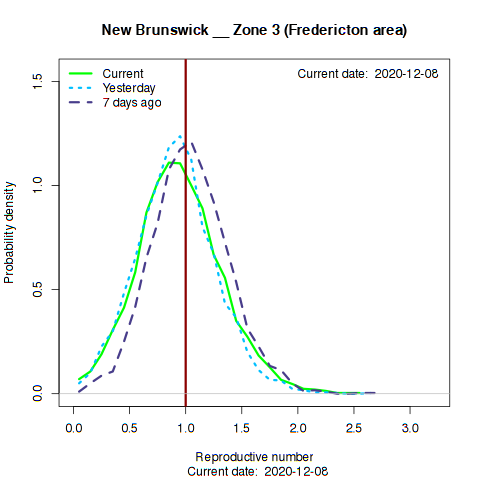 New Brunswick __ Zone 3 (Fredericton area)
Current
Yesterday
7 days ago
Current date: 2020-12-08
1.5
1.0
0.5
0.0
Probability density
0.0 0.5 1.0 1.5 2.0 2.5 3.0
Reproductive number
Current date: 2020-12-08